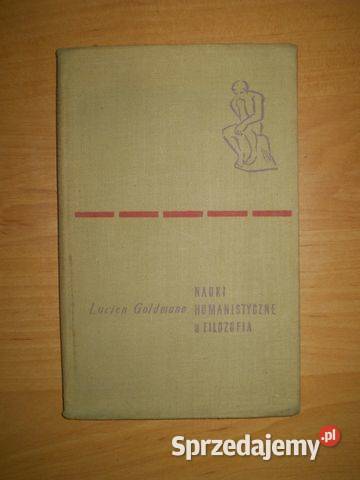 NAUKI
Lucien Goldmann HUMANISTYCZNE
a FILOZOFIA
Sprzedajemy.pl